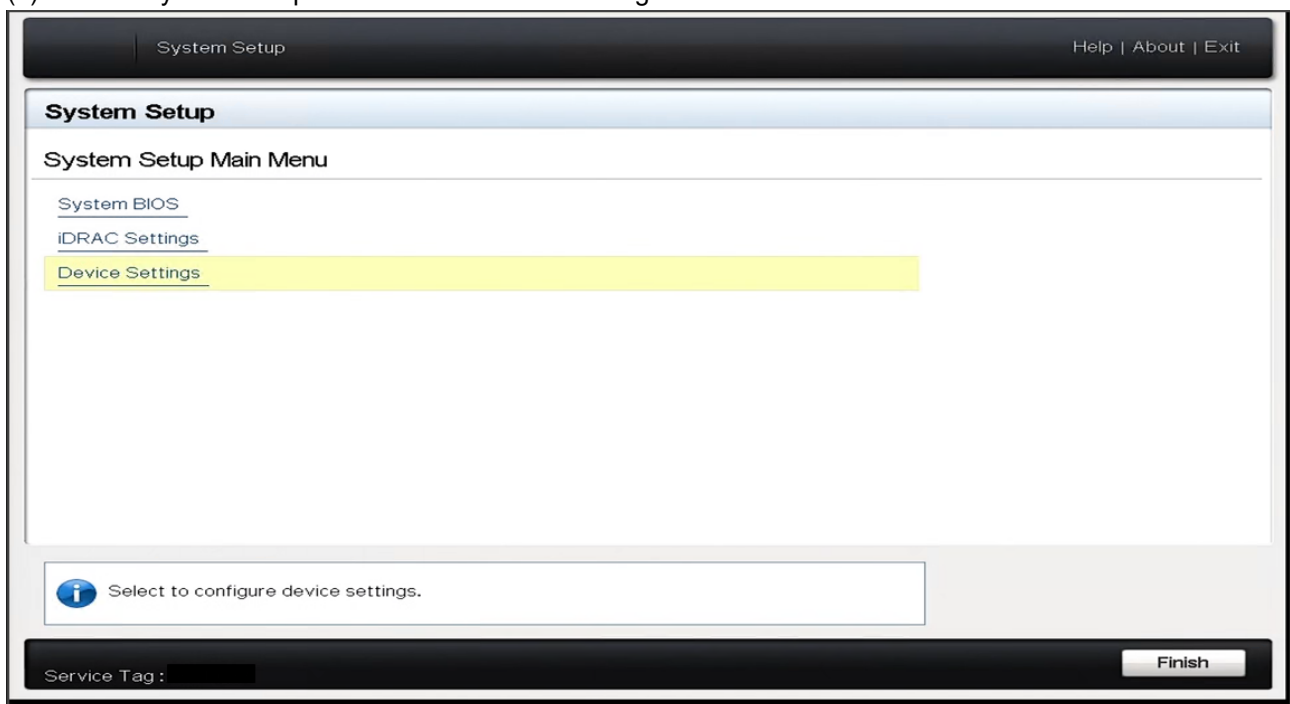 System Setup
Help | About | Exit
System Setup
System Setup Main Menu
System BIOS
iDRAC Settings
Device Settings
Select to configure device settings.
Service Tag :
Finish